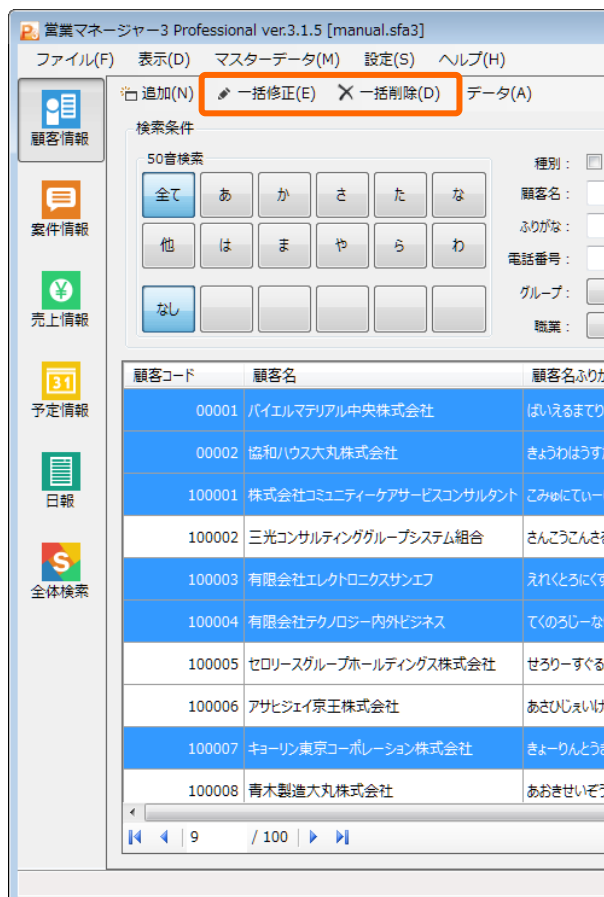 営業マネージャー3 Professional ver.3.1.5 [manual.sfa3]
ファイル(F) 表示(D) マスターデータ(M) 設定(S) ヘルプ(H)
追加(N) 一括修正(E) 一括削除(D) データ(A)
顧客情報
案件情報
売上情報
31
予定情報
日報
S
全体検索
検索条件
50音検索
全て あ か さ た な
他 は ま や ら わ
なし
種別:
顧客名:
ふりがな:
電話番号:
グループ:
職業:
顧客コード 顧客名 顧客名ふりが
00001 バイエルマテリアル中央株式会社 ばいえるまてり
00002 協和ハウス大丸株式会社 きょうわはうす
100001 株式会社コミュニティーケアサービスコンサルタント こみゅにてぃー
100002 三光コンサルティンググループシステム組合 さんこうこんさ
100003 有限会社エレクトロニクスサンエフ えれくとろにくす
100004 有限会社テクノロジー内外ビジネス てくのろじーな
100005 セロリースグループホールディングス株式会社 せろりーすぐる
100006 アサヒジェイ京王株式会社 あさひじぇいけ
100007 キョーリン東京コーポレーション株式会社 きょーりんとうき
100008 青木製造大丸株式会社 あおきせいぞう
9 / 100